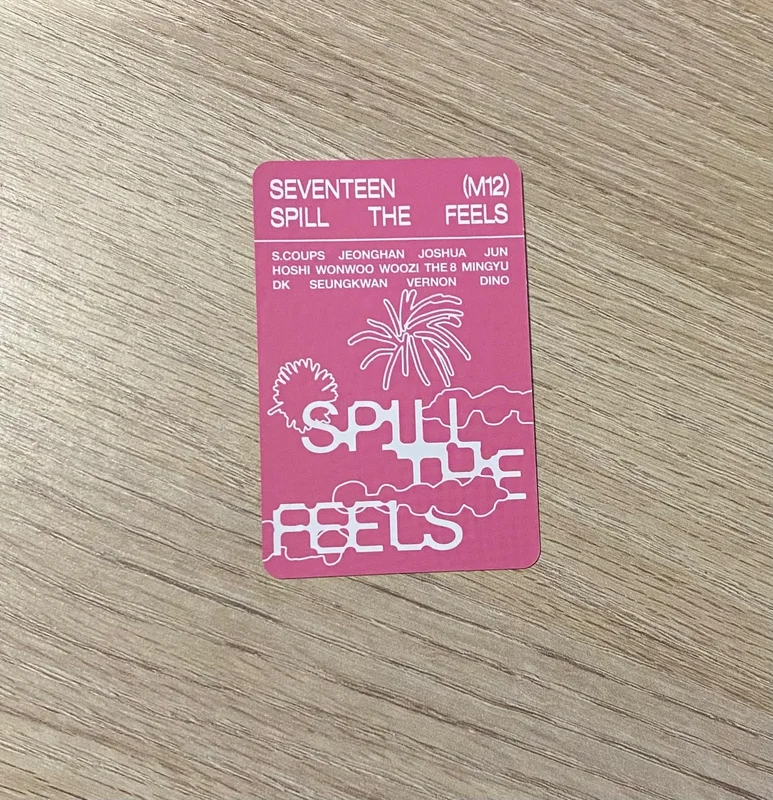 SEVENTEEN (M12)
SPILL THE FEELS
S.COUPS JEONGHAN JOSHUA JUN
HOSHI WONWOO WOOZI THE 8 MINGYU
DK SEUNGKWAN VERNON DINO
SPILL
THE
FEELS